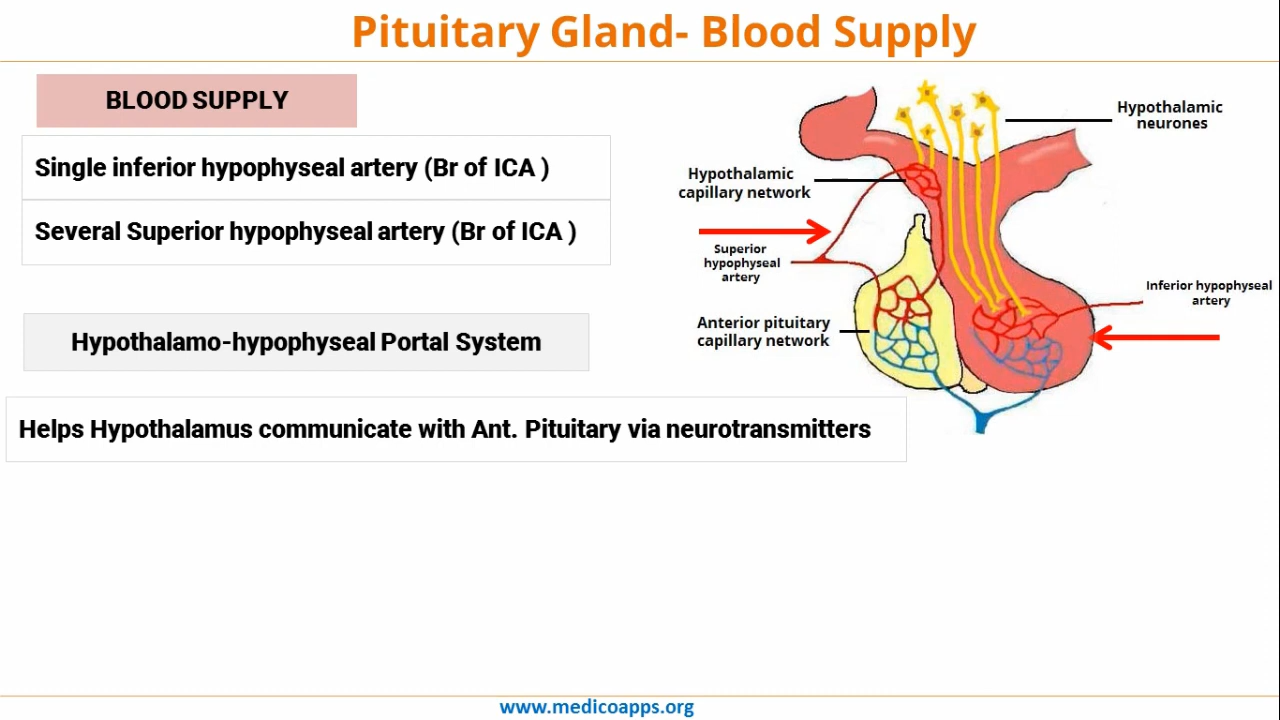 Pituitary Gland- Blood Supply
BLOOD SUPPLY
Single inferior hypophyseal artery (Br of ICA )
Several Superior hypophyseal artery (Br of ICA )
Hypothalamo-hypophyseal Portal System
Helps Hypothalamus communicate with Ant. Pituitary via neurotransmitters
Hypothalamic
neurones
Hypothalamic
capillary network
Superior
hypophyseal
artery
Inferior hypophyseal
artery
Anterior pituitary
capillary network
www.medicoapps.org